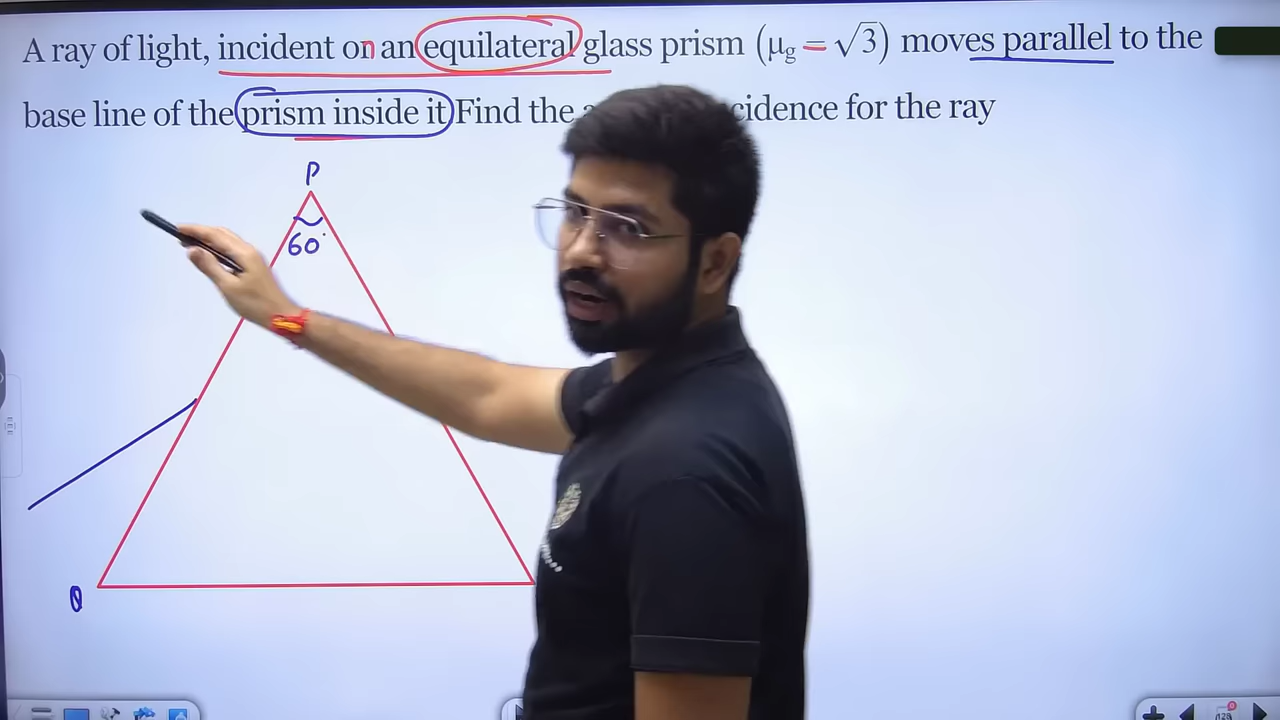 A ray of light, incident on an equilateral glass prism (μg = √3) moves parallel to the
base line of the prism inside it Find the cidence for the ray
P
60°
Q